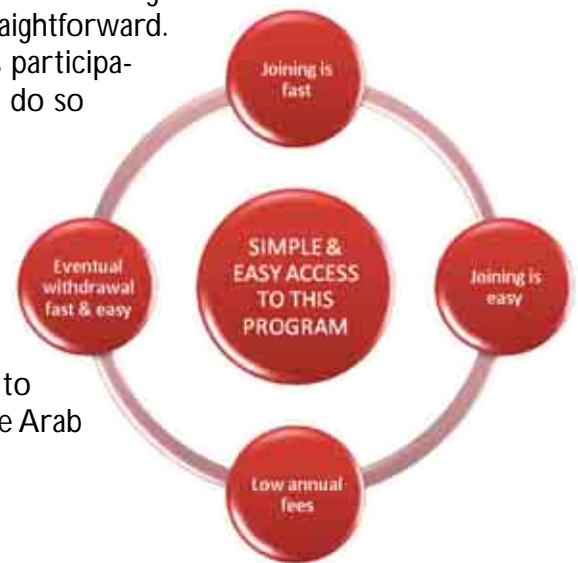 aightforward.
s participa-
do so
to
e Arab
Joining is
fast
SIMPLE &
EASY ACCESS
TO THIS
PROGRAM
Eventual
withdrawal
fast & easy
Joining is
easy
Low annual
fees